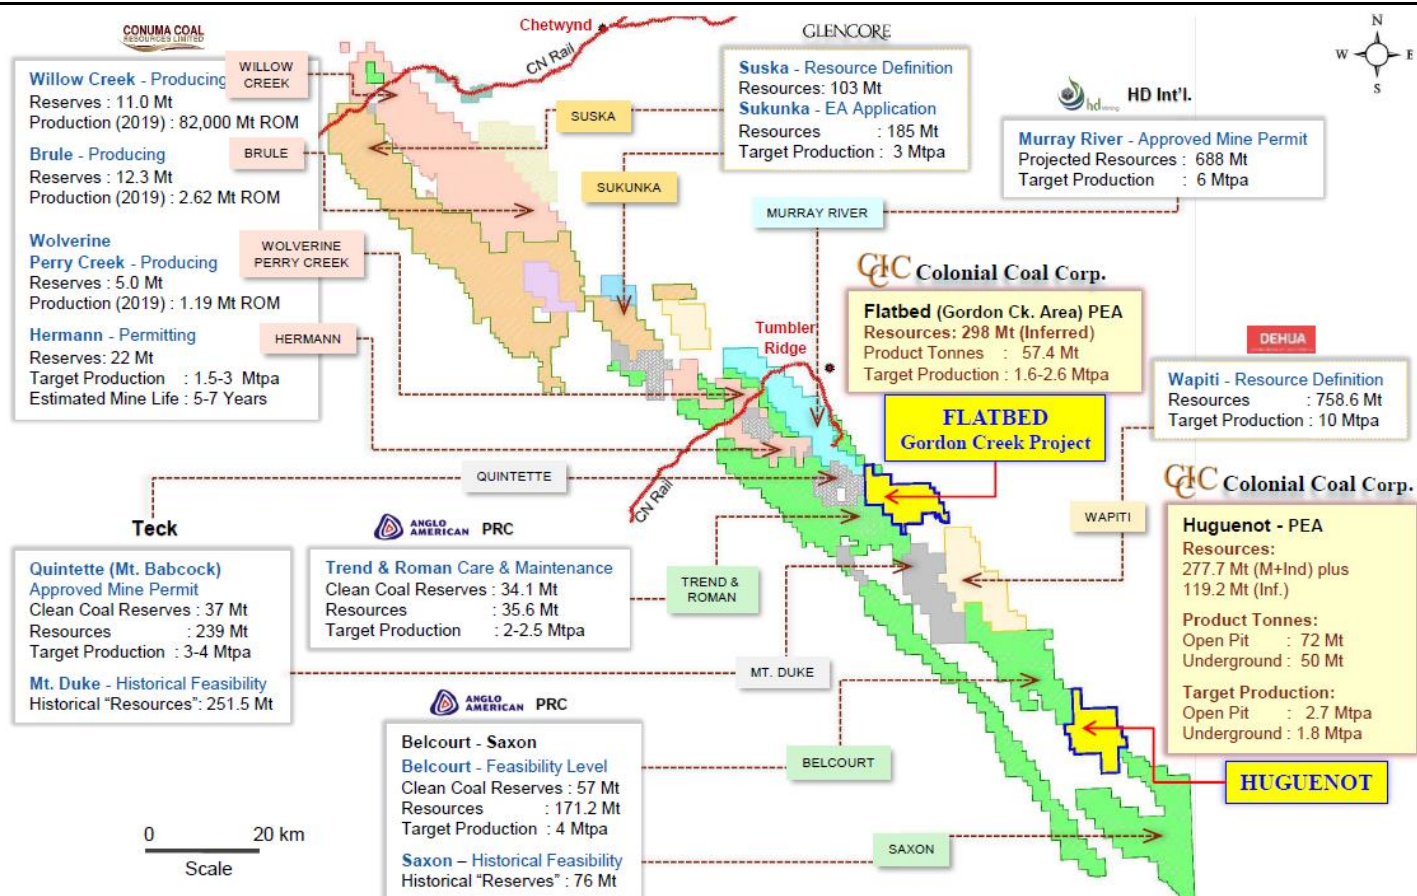 CONUMA COAL
RESOURCES LIMITED
Willow Creek - Producing
Reserves : 11.0 Mt
Production (2019) : 82,000 Mt ROM
Brule - Producing
Reserves : 12.3 Mt
Production (2019) : 2.62 Mt ROM
Wolverine
Perry Creek - Producing
Reserves : 5.0 Mt
Production (2019) : 1.19 Mt ROM
Hermann - Permitting
Reserves: 22 Mt
Target Production : 1.5-3 Mtpa
Estimated Mine Life : 5-7 Years
WILLOW
CREEK
BRULE
WOLVERINE
PERRY CREEK
HERMANN
Chetwynd
CN Rail
SUSKA
SUKUNKA
GLENCORE
Suska - Resource Definition
Resources: 103 Mt
Sukunka - EA Application
Resources : 185 Mt
Target Production : 3 Mtpa
MURRAY RIVER
hd mining
HD Int'l.
Murray River - Approved Mine Permit
Projected Resources : 688 Mt
Target Production : 6 Mtpa
N
W
E
S
CCIC Colonial Coal Corp.
Flatbed (Gordon Ck. Area) PEA
Resources: 298 Mt (Inferred)
Product Tonnes : 57.4 Mt
Target Production : 1.6-2.6 Mtpa
Tumbler
Ridge
FLATBED
Gordon Creek Project
DEHUA
Wapiti - Resource Definition
Resources : 758.6 Mt
Target Production : 10 Mtpa
WAPITI
CCIC Colonial Coal Corp.
Huguenot - PEA
Resources:
277.7 Mt (M+Ind) plus
119.2 Mt (Inf.)
Product Tonnes:
Open Pit : 72 Mt
Underground : 50 Mt
Target Production:
Open Pit : 2.7 Mtpa
Underground : 1.8 Mtpa
HUGUENOT
QUINTETTE
CN Rail
Teck
Quintette (Mt. Babcock)
Approved Mine Permit
Clean Coal Reserves : 37 Mt
Resources : 239 Mt
Target Production : 3-4 Mtpa
Mt. Duke - Historical Feasibility
Historical “Resources”: 251.5 Mt
ANGLO
AMERICAN PRC
Trend & Roman Care & Maintenance
Clean Coal Reserves : 34.1 Mt
Resources : 35.6 Mt
Target Production : 2-2.5 Mtpa
TREND &
ROMAN
MT. DUKE
ANGLO
AMERICAN PRC
Belcourt - Saxon
Belcourt - Feasibility Level
Clean Coal Reserves : 57 Mt
Resources : 171.2 Mt
Target Production : 4 Mtpa
Saxon – Historical Feasibility
Historical “Reserves” : 76 Mt
BELCOURT
SAXON
0 20 km
Scale